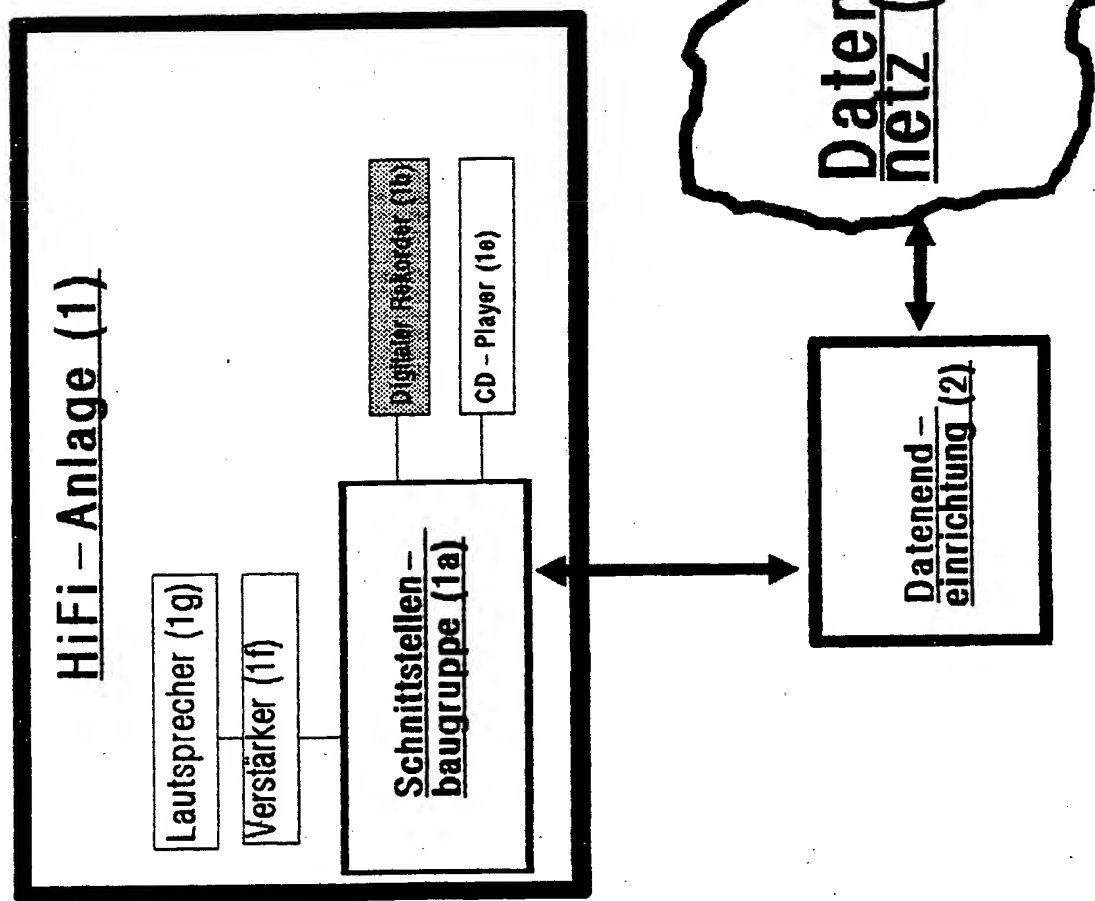 HiFi – Anlage (1)
Lautsprecher (1g)
Verstärker (1f)
Schnittstellen –
baugruppe (1a)
Digitaler Rekorder (1b)
CD – Player (1e)
Datenend –
einrichtung (2)
Daten
netz (